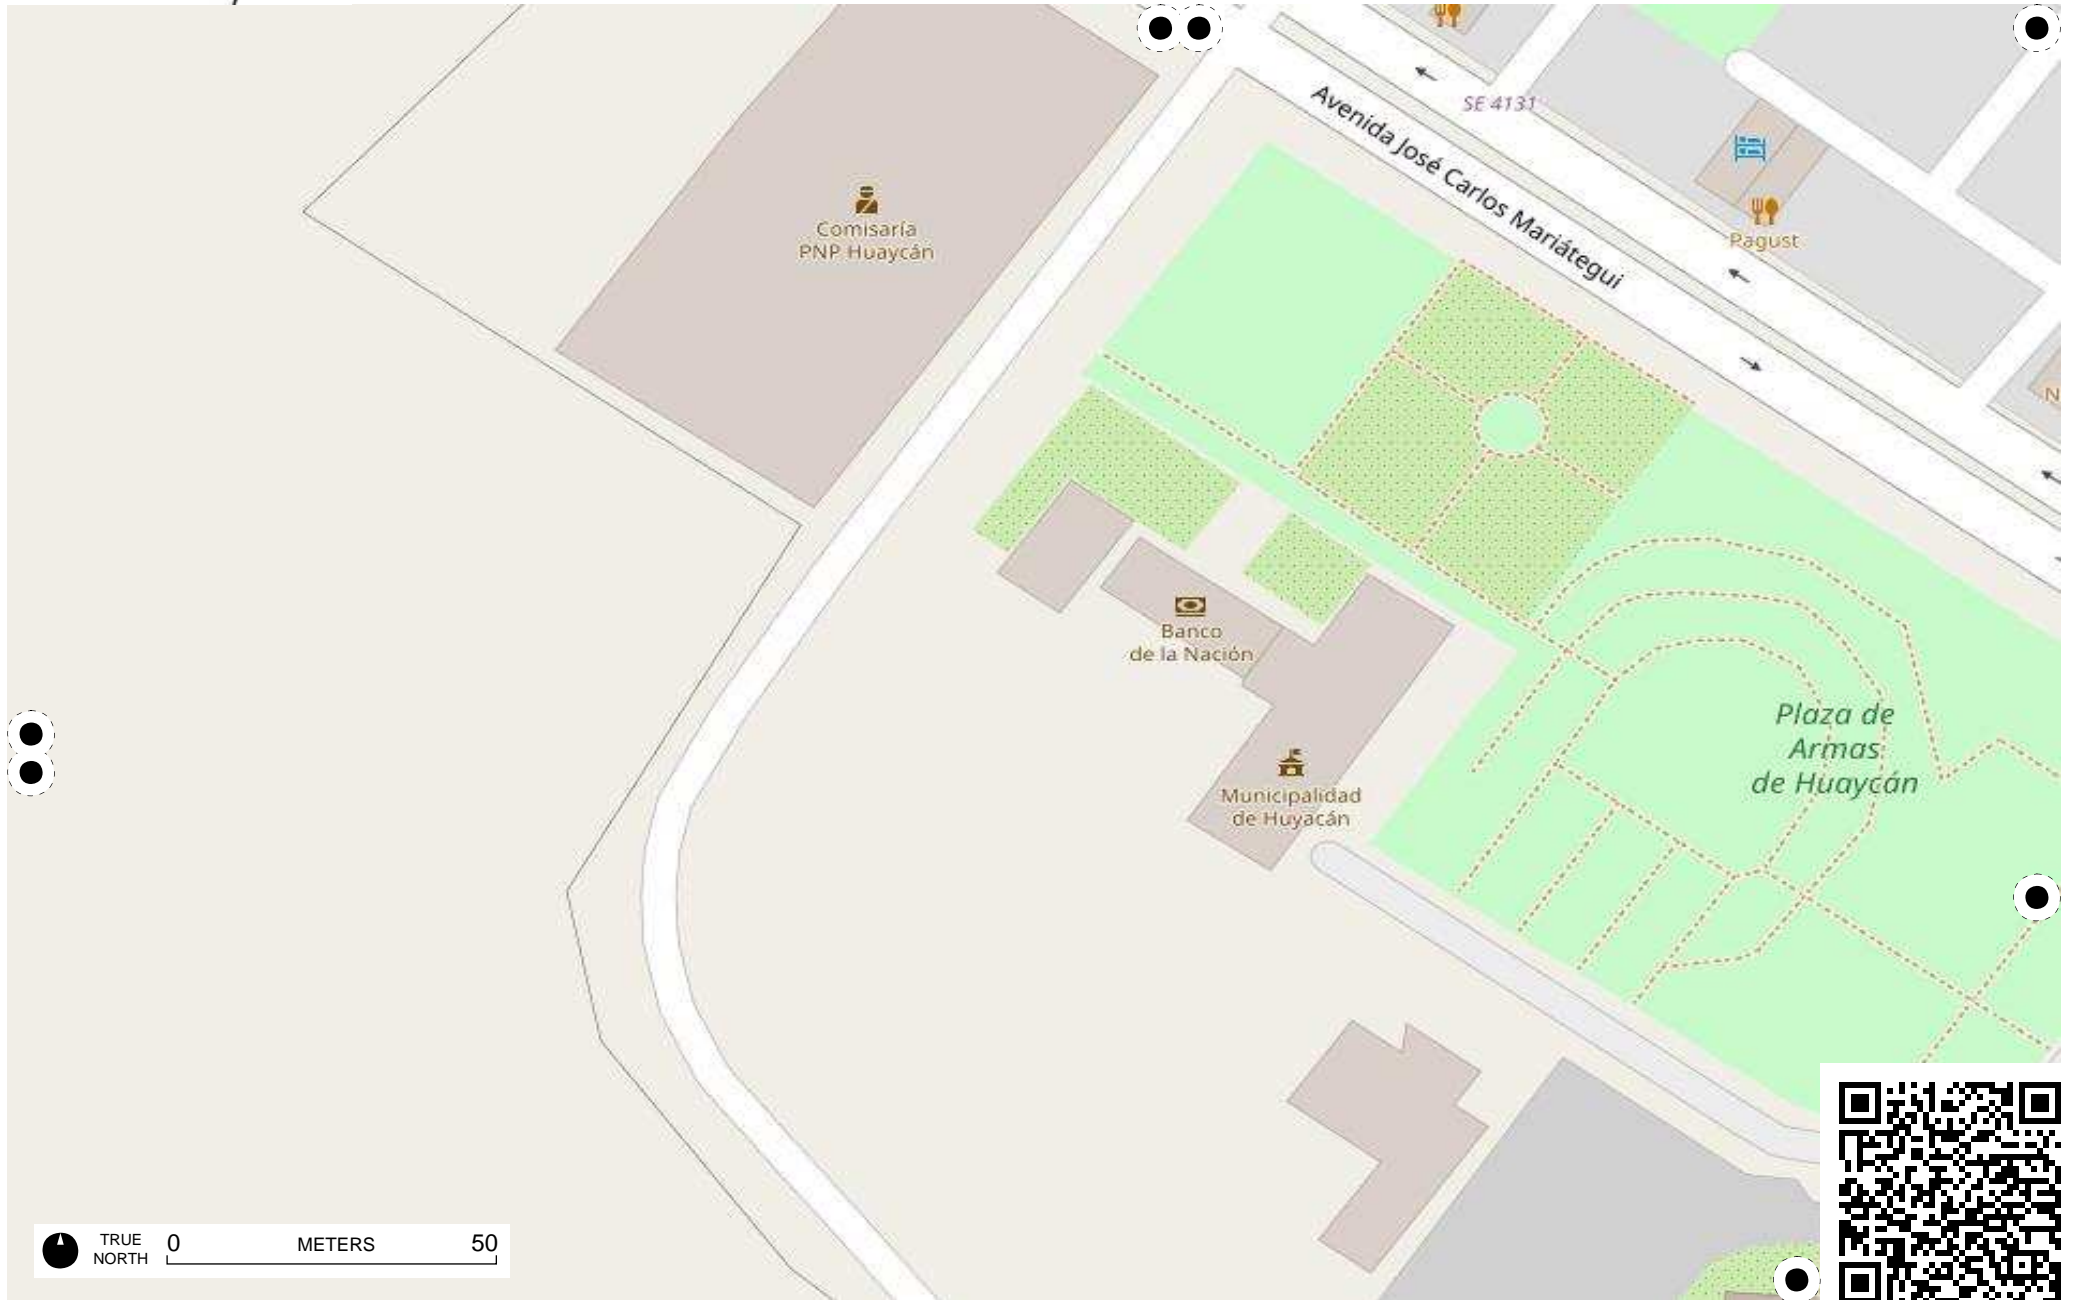 SE 4131
Avenida José Carlos Mariátegui
Comisaría
PNP Huaycán
Pagust
N
Banco
de la Nación
Plaza de
Armas
de Huaycán
Municipalidad
de Huyacán
TRUE
NORTH
0 METERS 50